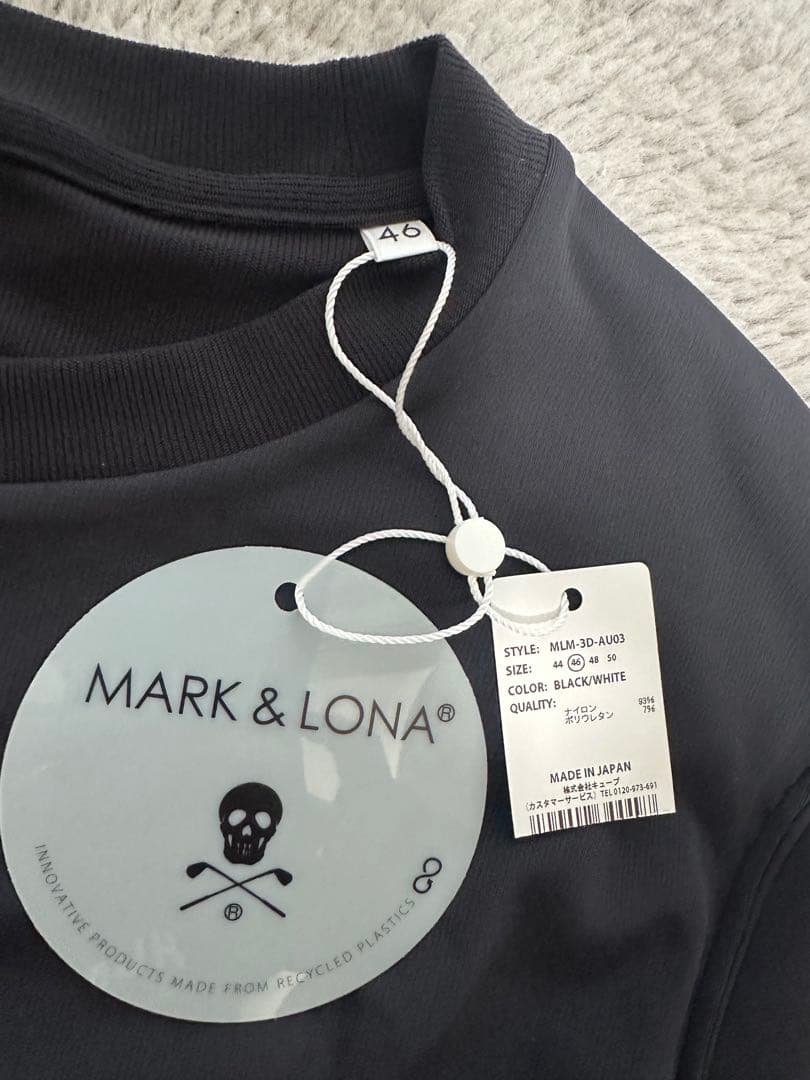 46
MARK & LONA®
®
INNOVATIVE PRODUCTS MADE FROM RECYCLED PLASTICS
STYLE: MLM-3D-AU03
SIZE: 44 46 48 50
COLOR: BLACK/WHITE
QUALITY:
ナイロン 93%
ポリウレタン 7%
MADE IN JAPAN
株式会社キューブ
(カスタマーサービス) TEL 0120-973-691